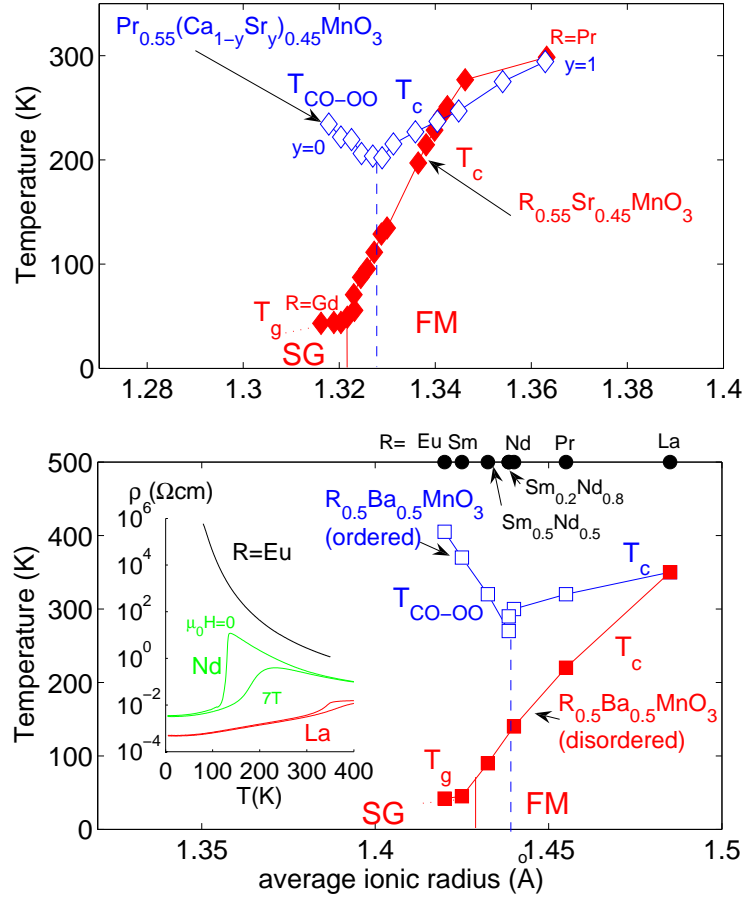 Pr0.55(Ca1-ySry)0.45MnO3
R=Pr
y=1
TCO-OO
Tc
y=0
Tc
R0.55Sr0.45MnO3
R=Gd
Tg
FM
SG
Temperature (K)
300
200
100
0
1.28 1.3 1.32 1.34 1.36 1.38 1.4
R= Eu Sm Nd Pr La
Sm0.2Nd0.8
Sm0.5Nd0.5
R0.5Ba0.5MnO3
(ordered)
Tc
TCO-OO
Tc
R0.5Ba0.5MnO3
(disordered)
Tg
SG
FM
Temperature (K)
500
400
300
200
100
0
1.35 1.4 1.45 1.5
average ionic radius (Å)
ρ (Ωcm)
10^6
10^4
10^2
10^0
10^-2
10^-4
R=Eu
μ0H=0
Nd
7T
La
0 100 200 300 400
T(K)